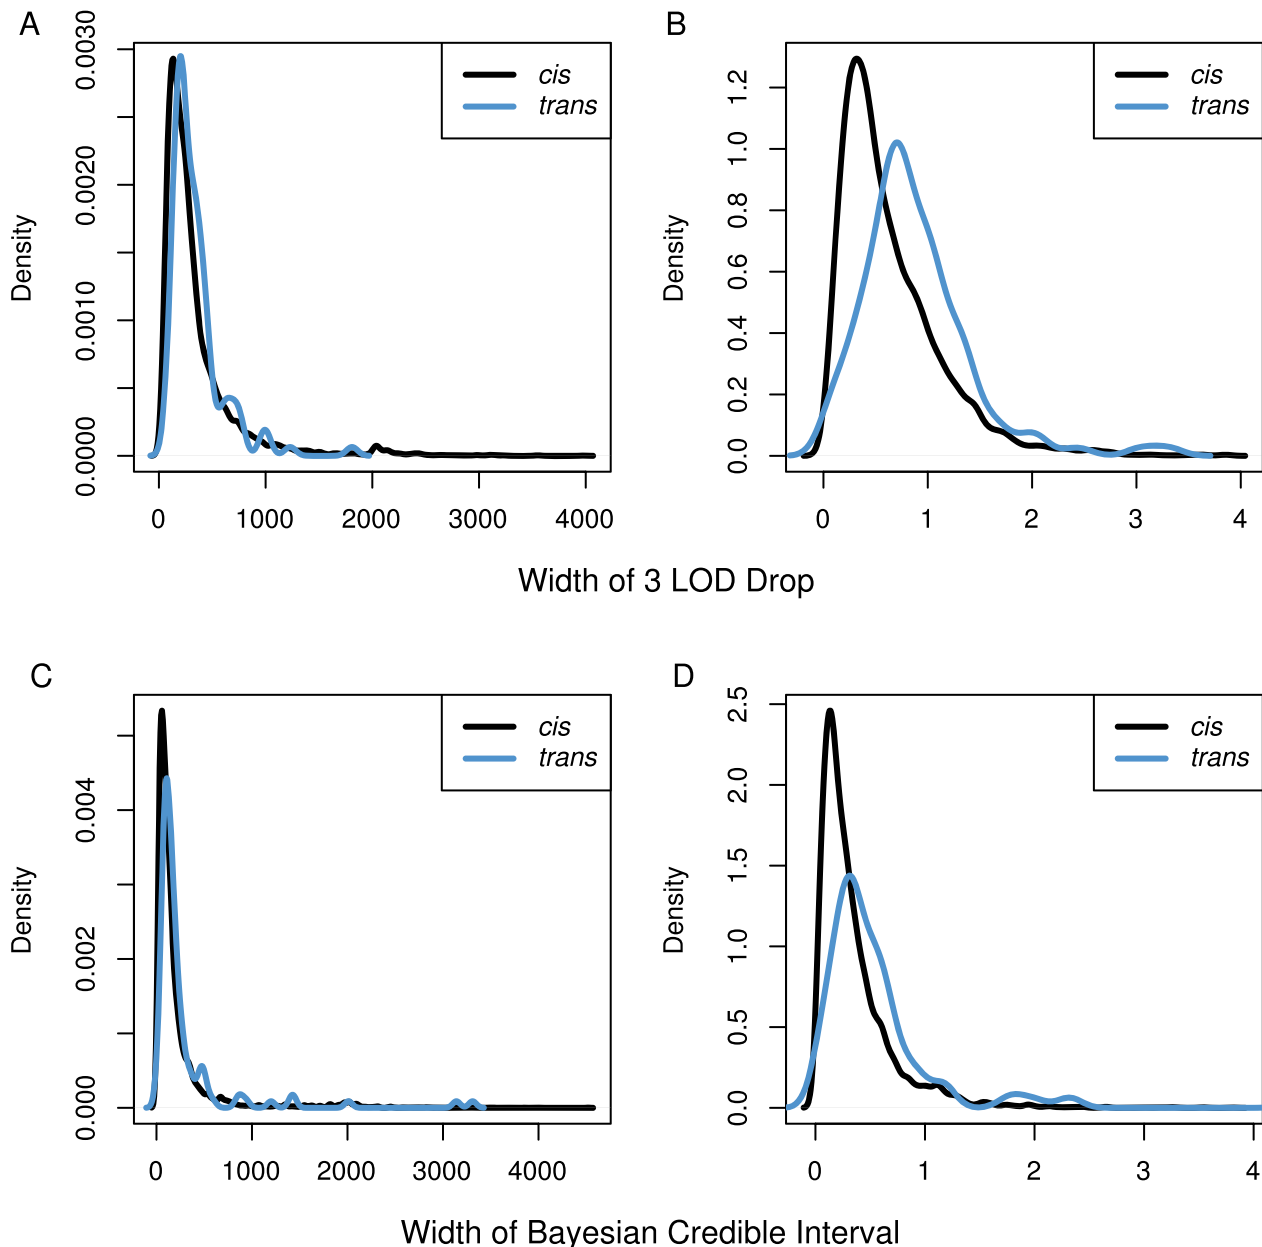 A
B
cis
trans
cis
trans
Density
0.0000
0.0010
0.0020
0.0030
0 1000 2000 3000 4000
Density
0.0
0.2
0.4
0.6
0.8
1.0
1.2
0 1 2 3 4
Width of 3 LOD Drop
C
D
cis
trans
cis
trans
Density
0.000
0.002
0.004
0 1000 2000 3000 4000
Density
0.0
0.5
1.0
1.5
2.0
2.5
0 1 2 3 4
Width of Bayesian Credible Interval